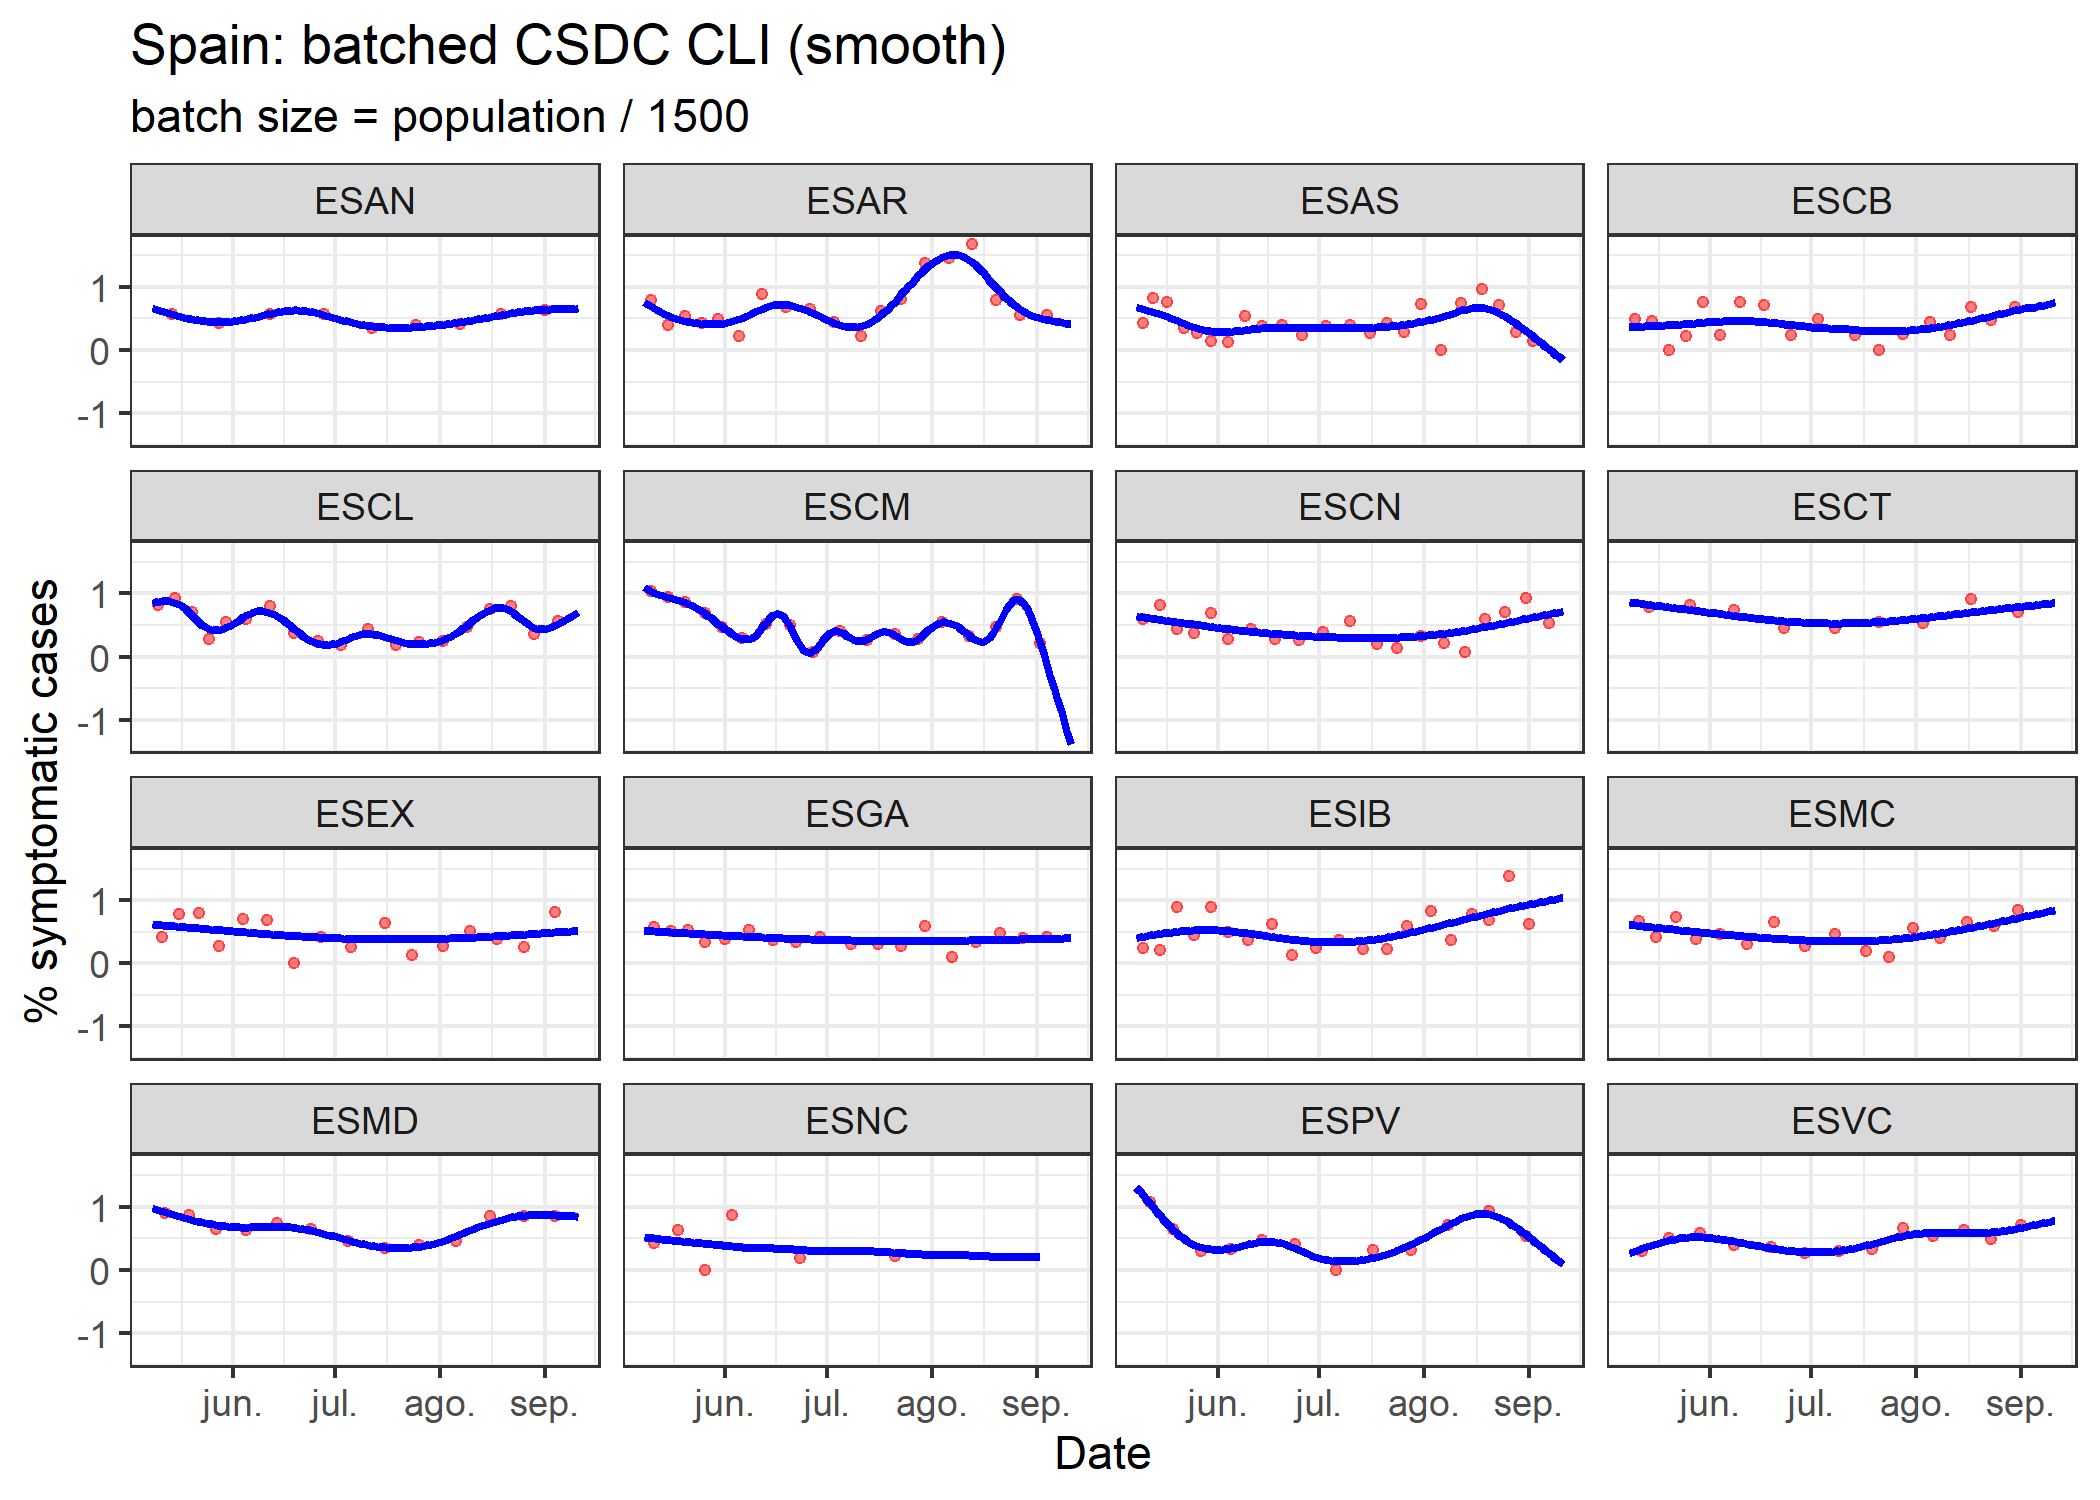 Spain: batched CSDC CLI (smooth)
batch size = population / 1500
ESAN ESAR ESAS ESCB
1
0
-1
ESCL ESCM ESCN ESCT
1
0
-1
ESEX ESGA ESIB ESMC
1
0
-1
ESMD ESNC ESPV ESVC
1
0
-1
% symptomatic cases
jun. jul. ago. sep. jun. jul. ago. sep. jun. jul. ago. sep. jun. jul. ago. sep.
Date